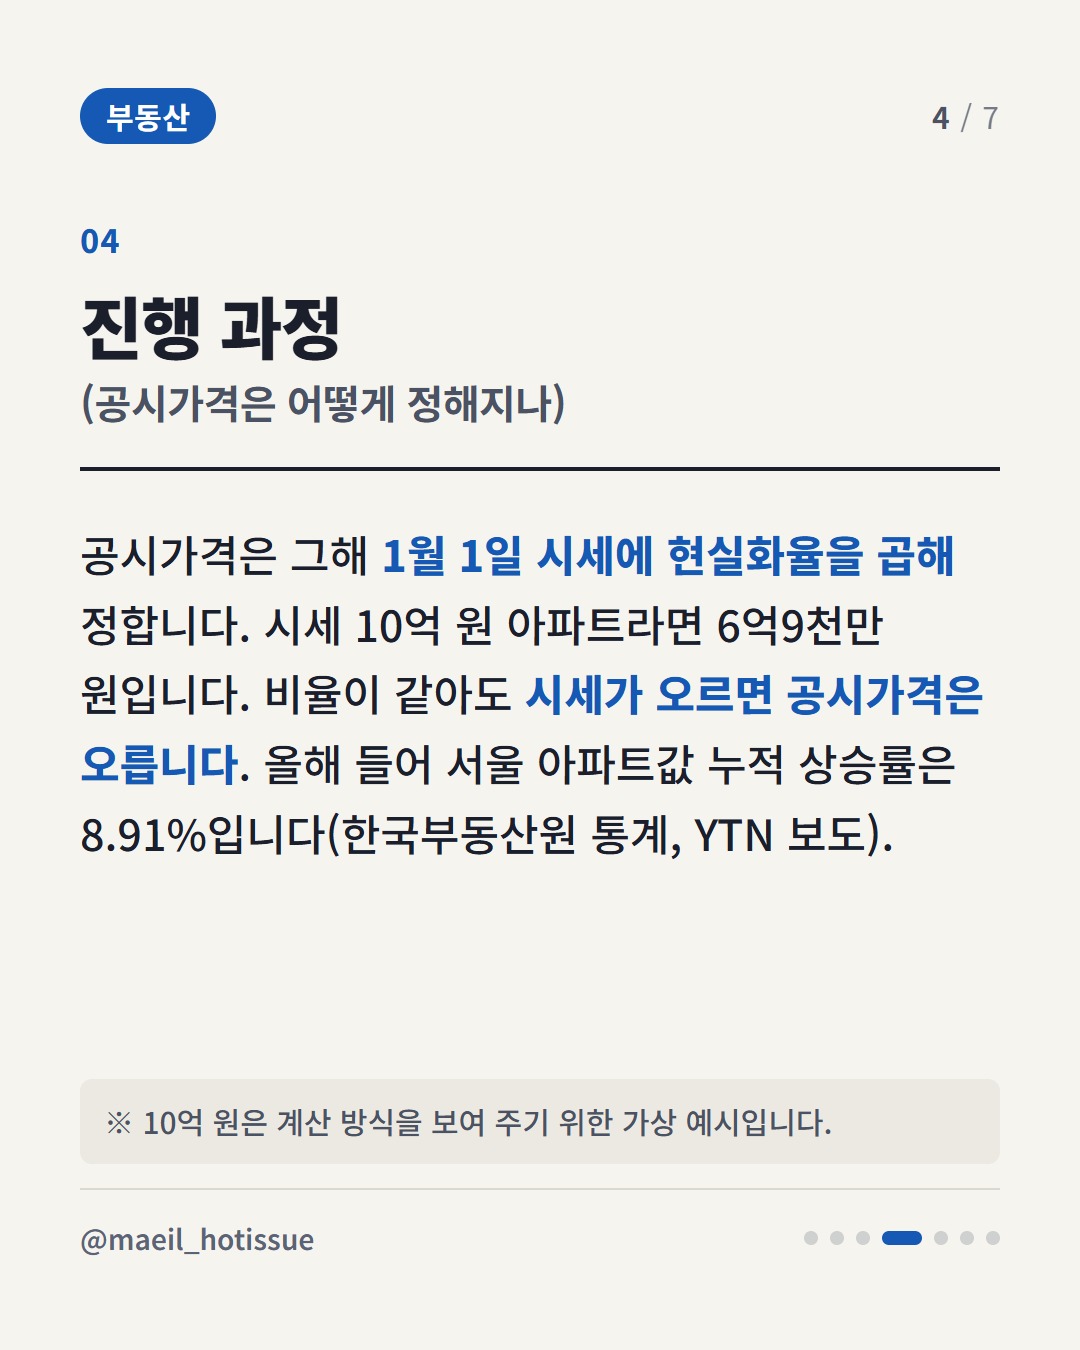 부동산
4 / 7
04
진행 과정
(공시가격은 어떻게 정해지나)
공시가격은 그해 1월 1일 시세에 현실화율을 곱해
정합니다. 시세 10억 원 아파트라면 6억9천만
원입니다. 비율이 같아도 시세가 오르면 공시가격은
오릅니다. 올해 들어 서울 아파트값 누적 상승률은
8.91%입니다(한국부동산원 통계, YTN 보도).
※ 10억 원은 계산 방식을 보여 주기 위한 가상 예시입니다.
@maeil_hotissue